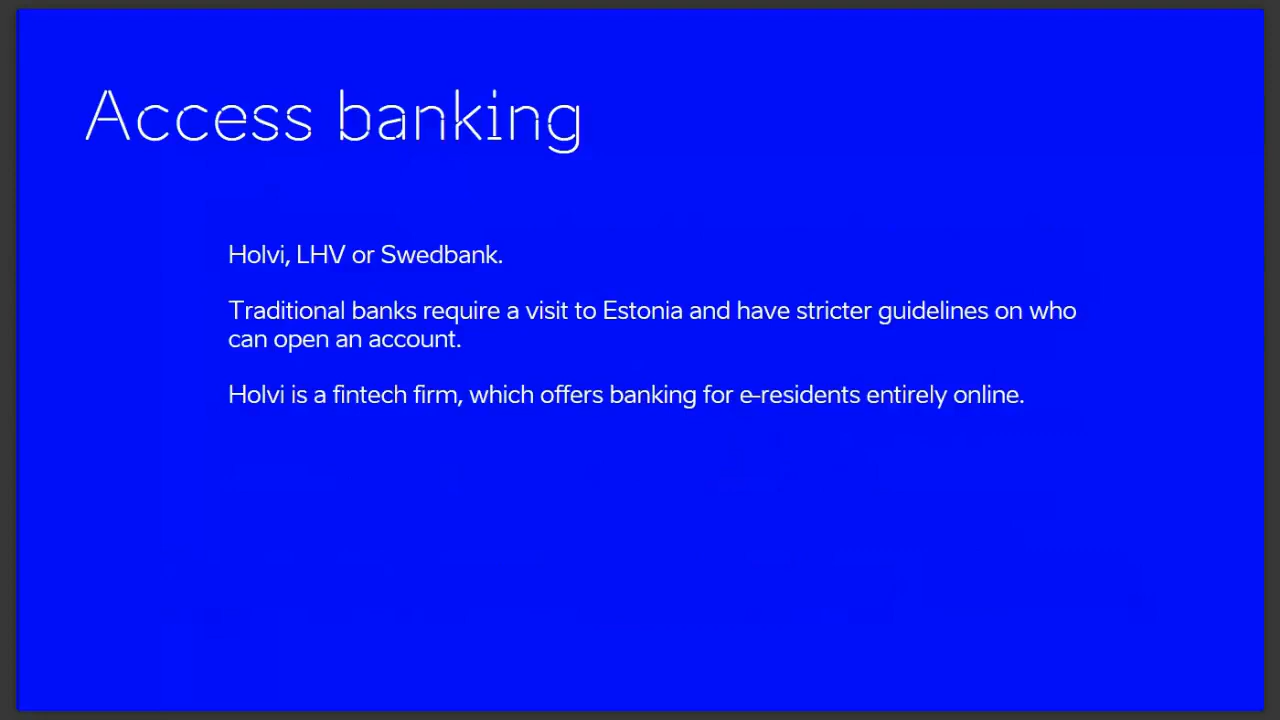 Access banking
Holvi, LHV or Swedbank.
Traditional banks require a visit to Estonia and have stricter guidelines on who
can open an account.
Holvi is a fintech firm, which offers banking for e-residents entirely online.